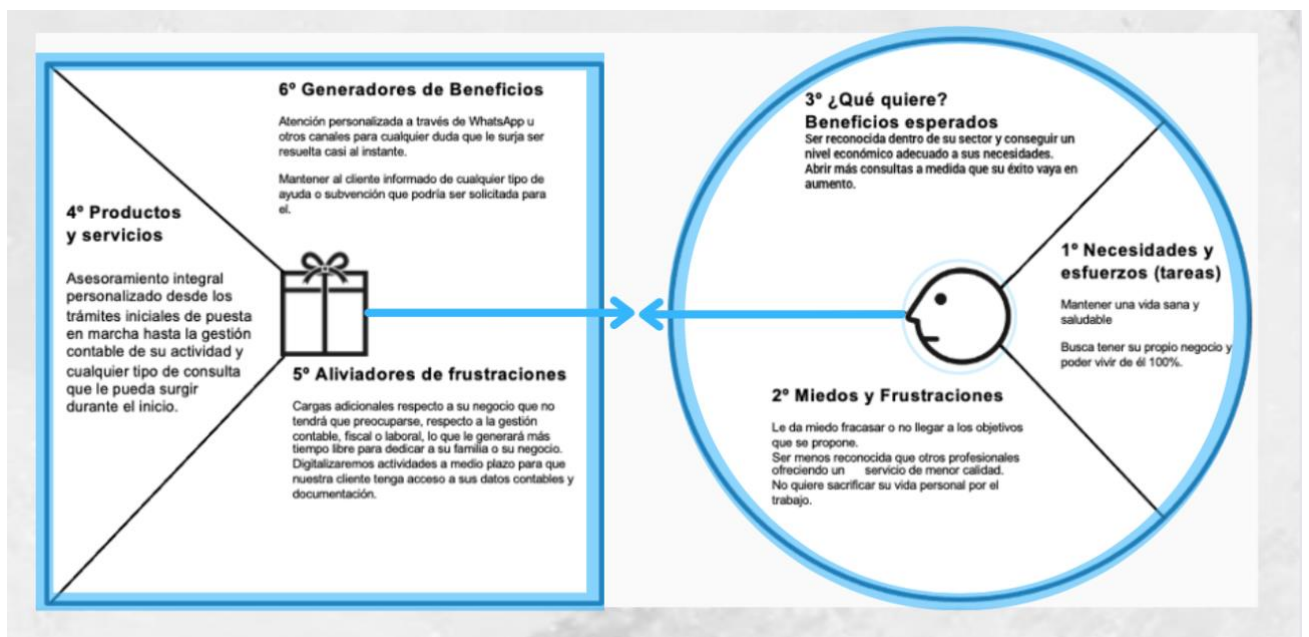 6º Generadores de Beneficios
Atención personalizada a través de WhatsApp u
otros canales para cualquier duda que le surja ser
resuelta casi al instante.
Mantener al cliente informado de cualquier tipo de
ayuda o subvención que podría ser solicitada para
el.
4º Productos
y servicios
Asesoramiento integral
personalizado desde los
trámites iniciales de puesta
en marcha hasta la gestión
contable de su actividad y
cualquier tipo de consulta
que le pueda surgir
durante el inicio.
5º Aliviadores de frustraciones
Cargas adicionales respecto a su negocio que no
tendrá que preocuparse, respecto a la gestión
contable, fiscal o laboral, lo que le generará más
tiempo libre para dedicar a su familia o su negocio.
Digitalizaremos actividades a medio plazo para que
nuestra cliente tenga acceso a sus datos contables y
documentación.
3º ¿Qué quiere?
Beneficios esperados
Ser reconocida dentro de su sector y conseguir un
nivel económico adecuado a sus necesidades.
Abrir más consultas a medida que su éxito vaya en
aumento.
1º Necesidades y
esfuerzos (tareas)
Mantener una vida sana y
saludable
Busca tener su propio negocio y
poder vivir de él 100%.
2º Miedos y Frustraciones
Le da miedo fracasar o no llegar a los objetivos
que se propone.
Ser menos reconocida que otros profesionales
ofreciendo un servicio de menor calidad.
No quiere sacrificar su vida personal por el
trabajo.